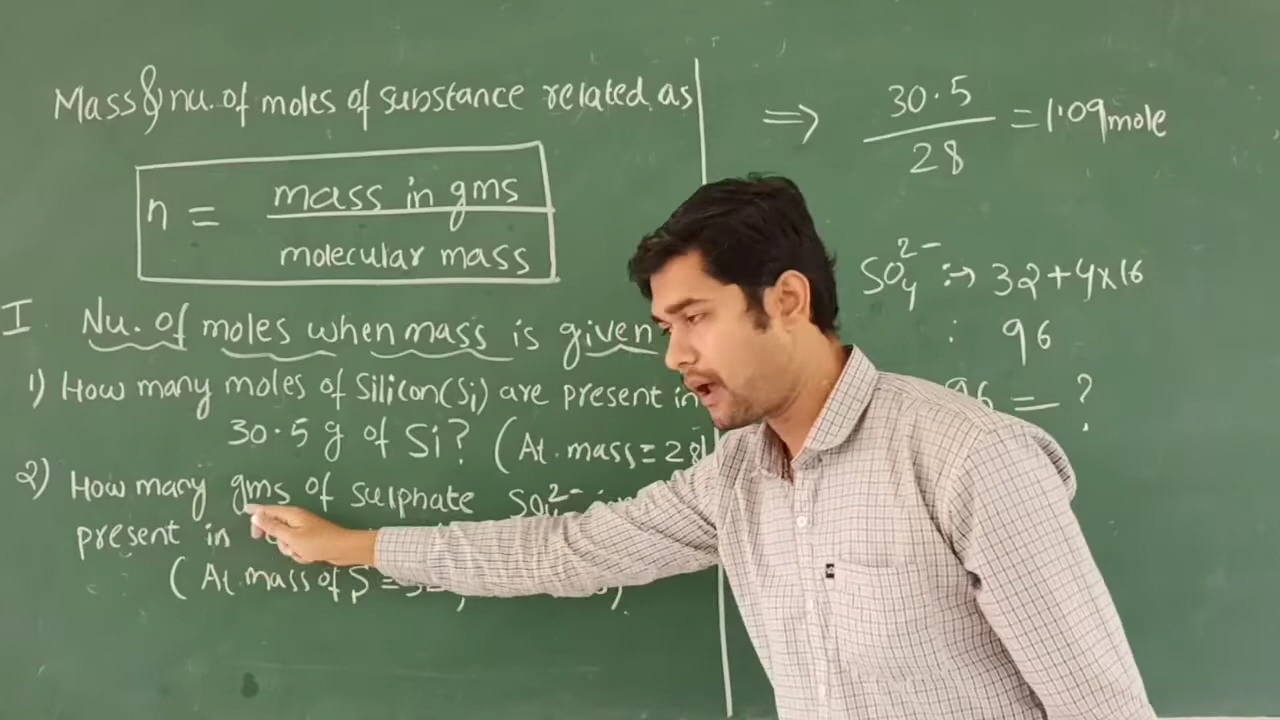 Mass & nu. of moles of substance related as
n = mass in gms
molecular mass
I. Nu. of moles when mass is given
1) How many moles of Silicon (Si) are present in
30.5 g of Si? (At. mass = 28
2) How many gms of sulphate SO₄²⁻
present in
(At. mass of S =
⇒ 30.5
28
= 1.09 mole
SO₄²⁻ :→ 32 + 4 x 16
: 96
96 = ?